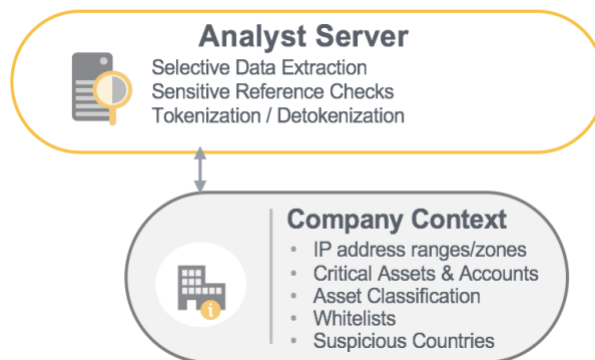 Analyst Server
Selective Data Extraction
Sensitive Reference Checks
Tokenization / Detokenization
Company Context
• IP address ranges/zones
• Critical Assets & Accounts
• Asset Classification
• Whitelists
• Suspicious Countries
i